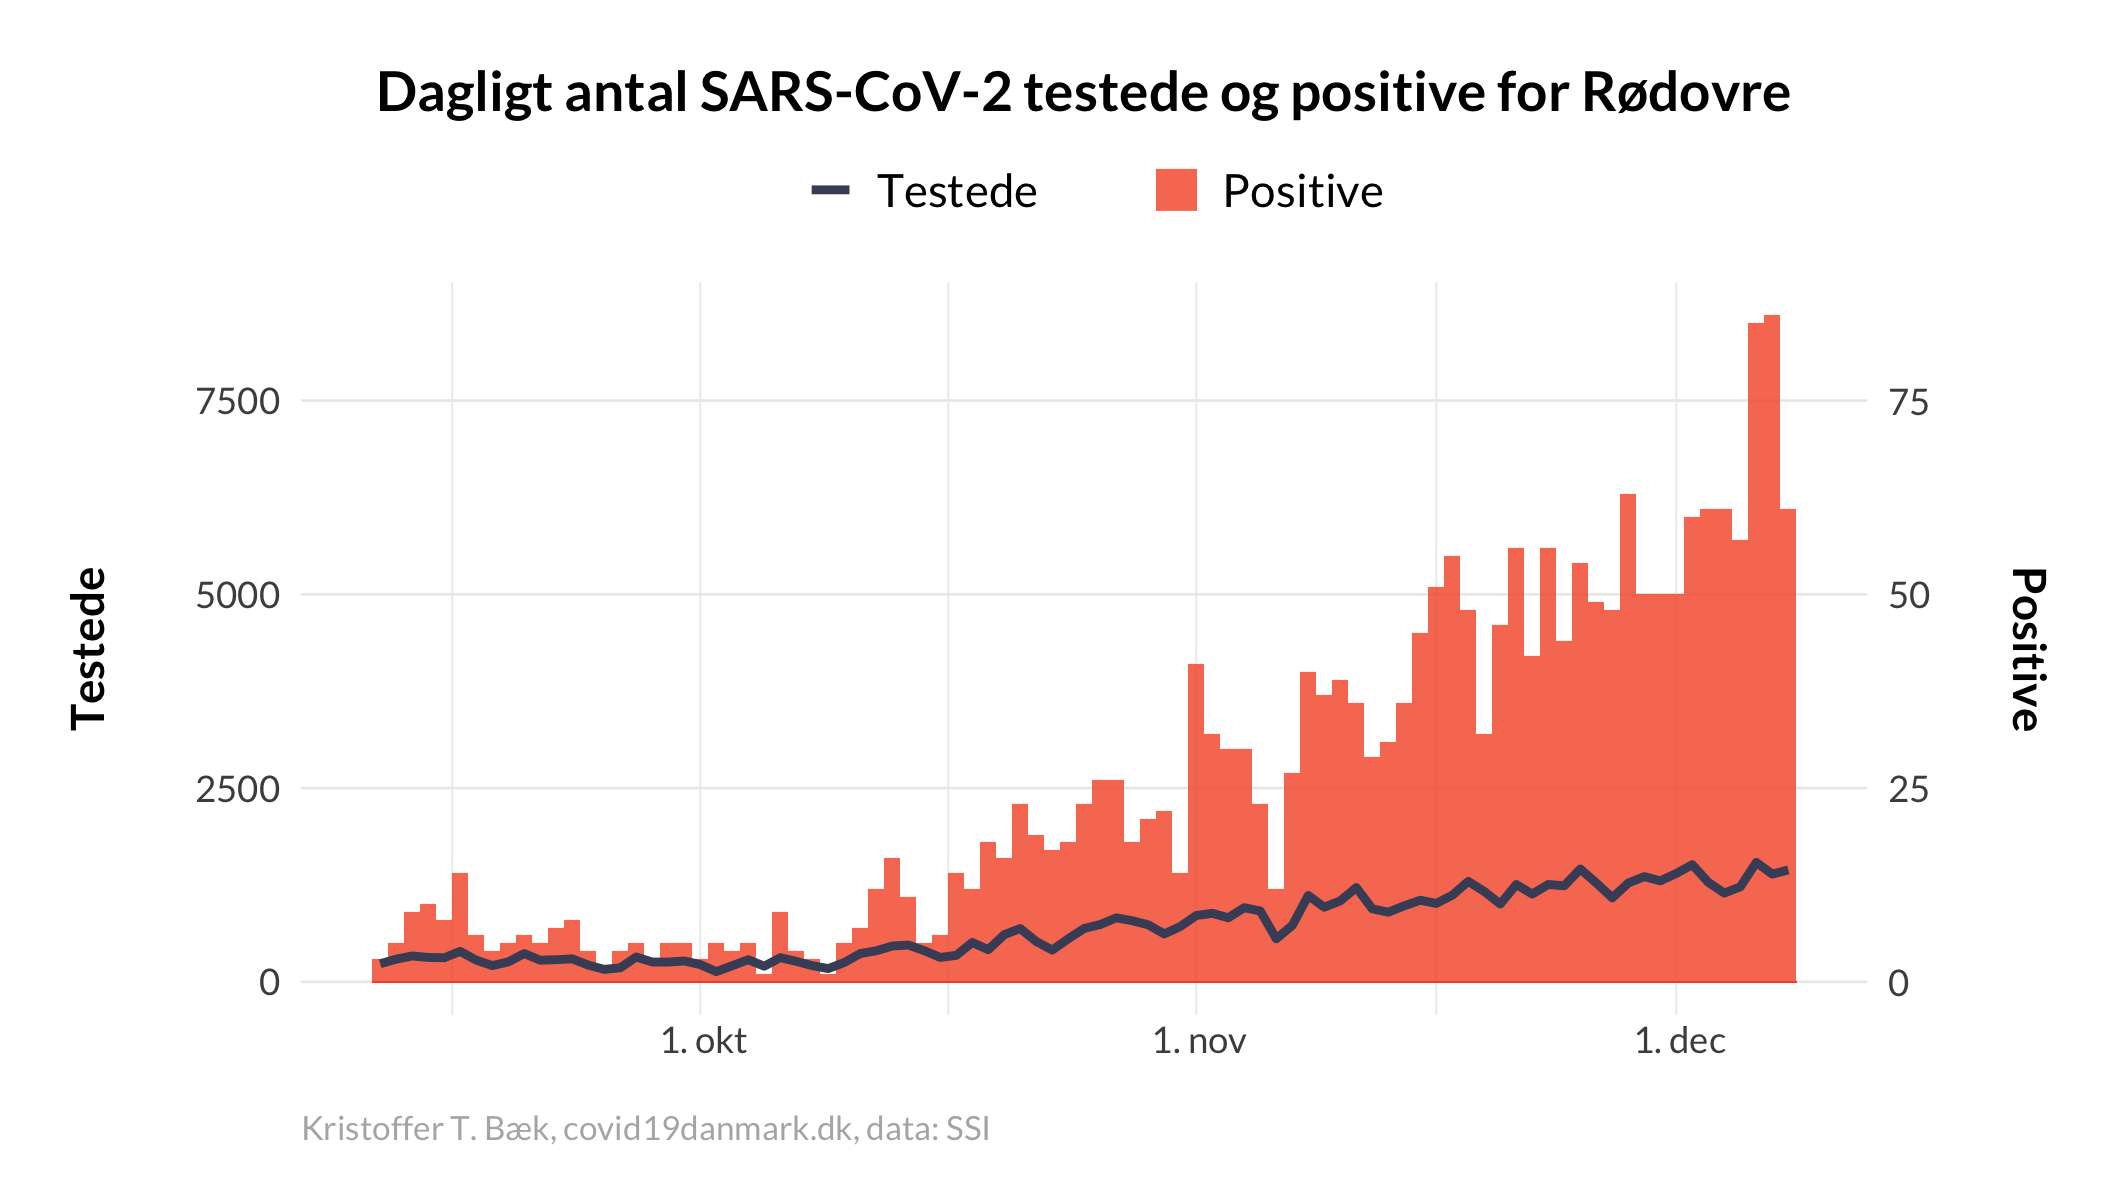 Dagligt antal SARS-CoV-2 testede og positive for Rødovre
Testede
Positive
7500
5000
2500
0
Testede
75
50
25
0
Positive
1. okt
1. nov
1. dec
Kristoffer T. Bæk, covid19danmark.dk, data: SSI